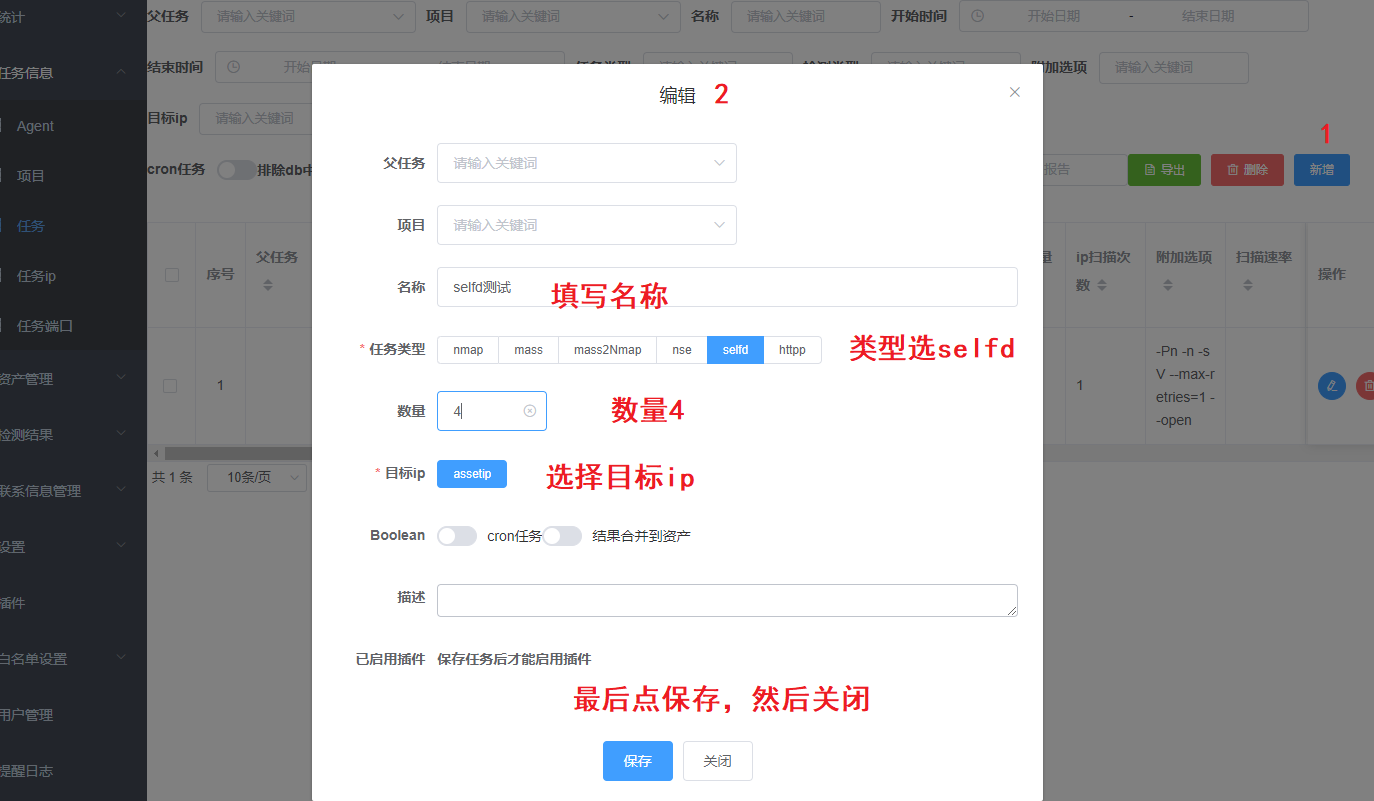 统计
父任务 请输入关键词 项目 请输入关键词 名称 请输入关键词 开始时间 开始日期 - 结束日期
任务信息
结束时间 附加选项 请输入关键词
编辑 2
Agent
目标ip 请输入关键词
1
cron任务 排除db中 报告 导出 删除 新增
父任务 请输入关键词
项目
任务
项目 请输入关键词
父任务 序号 量 ip扫描次数 附加选项 扫描速率 操作
任务ip
名称 selfd测试 填写名称
任务端口
* 任务类型 nmap mass mass2Nmap nse selfd httpp 类型选selfd
资产管理
1 1 -Pn -n -s
V --max-r
etries=1 -
-open
数量 4 数量4
检测结果
* 目标ip assetip 选择目标ip
共 1 条 10条/页
联系信息管理
Boolean cron任务 结果合并到资产
设置
描述
插件
已启用插件 保存任务后才能启用插件
白名单设置
最后点保存，然后关闭
用户管理
保存 关闭
提醒日志